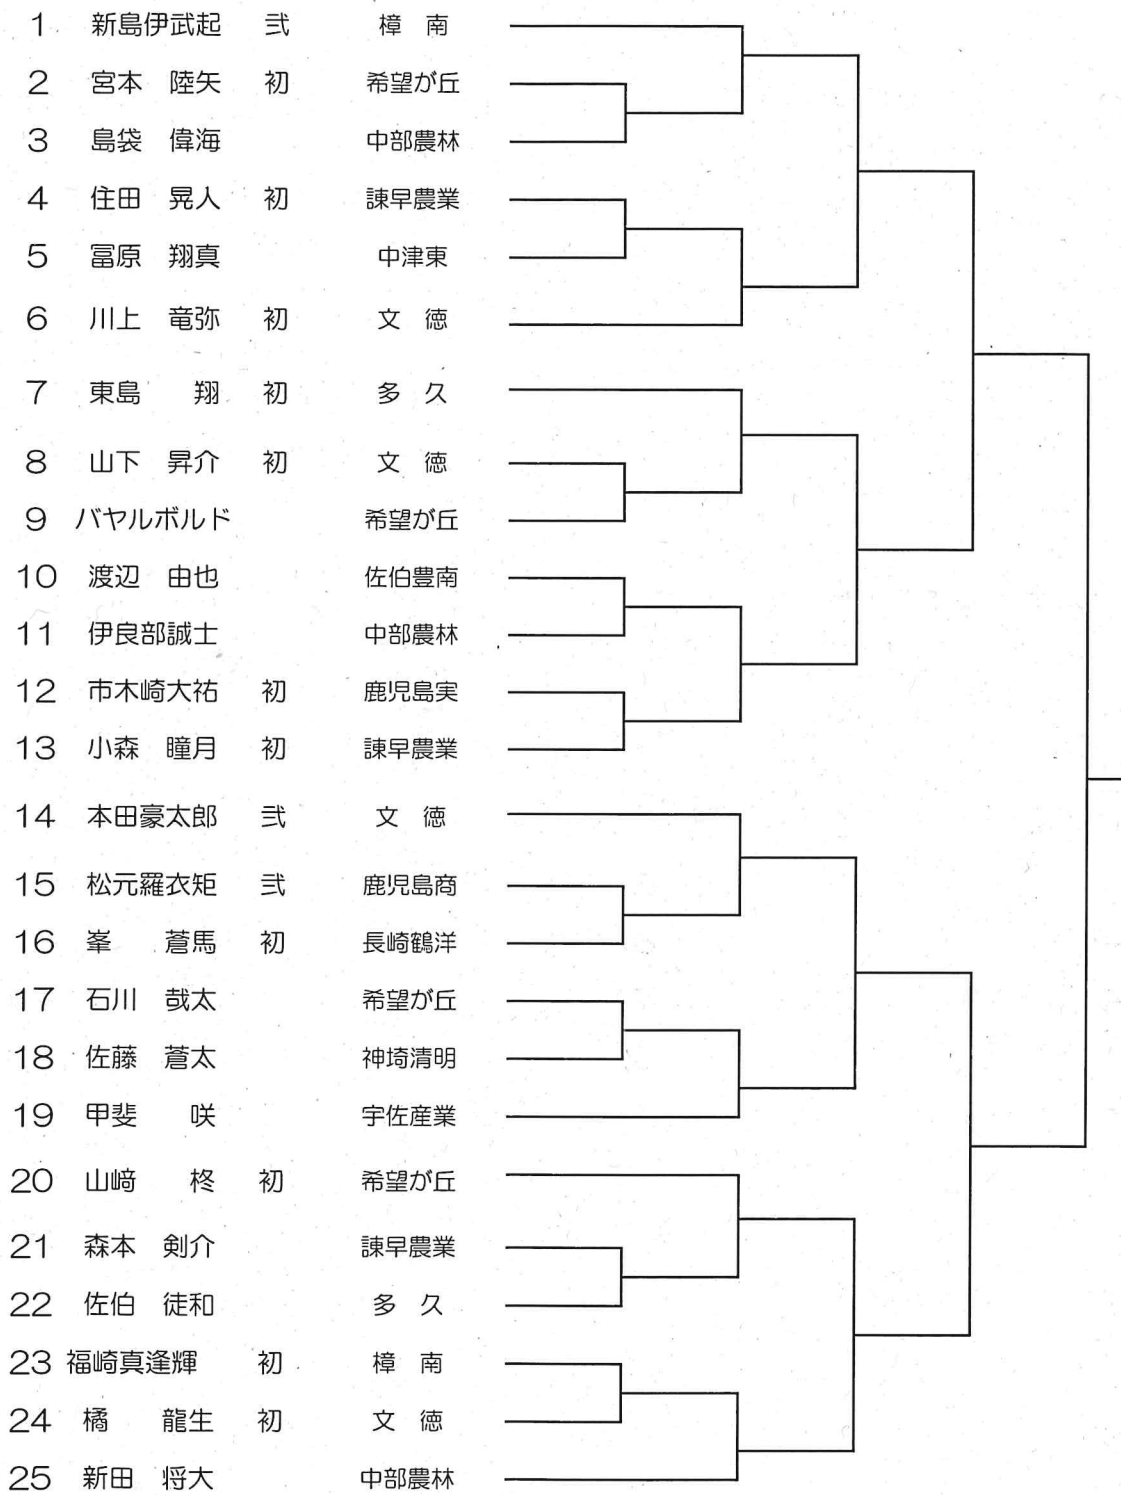 1 新島伊武起 弐 樟 南
2 宮本 陸矢 初 希望が丘
3 島袋 偉海 中部農林
4 住田 晃人 初 諫早農業
5 冨原 翔真 中津東
6 川上 竜弥 初 文 徳
7 東島 翔 初 多 久
8 山下 昇介 初 文 徳
9 バヤルボルド 希望が丘
10 渡辺 由也 佐伯豊南
11 伊良部誠士 中部農林
12 市木崎大祐 初 鹿児島実
13 小森 瞳月 初 諫早農業
14 本田豪太郎 弐 文 徳
15 松元羅衣矩 弐 鹿児島商
16 峯 蒼馬 初 長崎鶴洋
17 石川 哉太 希望が丘
18 佐藤 蒼太 神埼清明
19 甲斐 咲 宇佐産業
20 山﨑 柊 初 希望が丘
21 森本 剣介 諫早農業
22 佐伯 徒和 多 久
23 福崎真逢輝 初 樟 南
24 橘 龍生 初 文 徳
25 新田 将大 中部農林